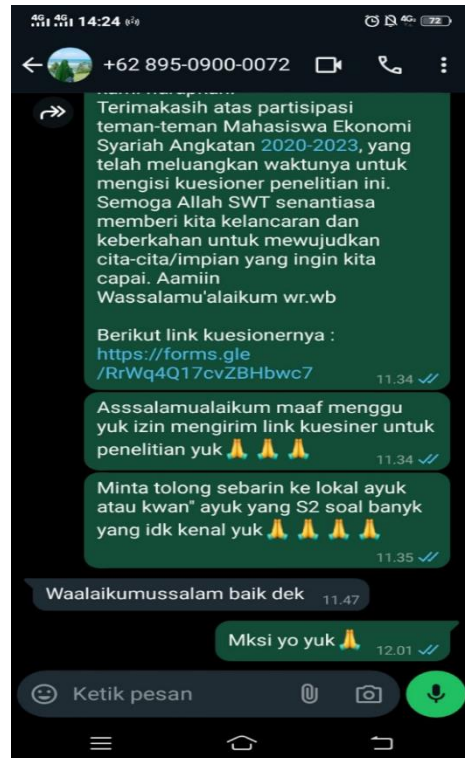 4G 4G 14:24 4G 72
+62 895-0900-0072
kami harapkan.
Terimakasih atas partisipasi
teman-teman Mahasiswa Ekonomi
Syariah Angkatan 2020-2023, yang
telah meluangkan waktunya untuk
mengisi kuesioner penelitian ini.
Semoga Allah SWT senantiasa
memberi kita kelancaran dan
keberkahan untuk mewujudkan
cita-cita/impian yang ingin kita
capai. Aamiin
Wassalamu'alaikum wr.wb
Berikut link kuesionernya :
https://forms.gle
/RrWq4Q17cvZBHbwc7 11.34
Asssalamualaikum maaf menggu
yuk izin mengirim link kuesiner untuk
penelitian yuk 🙏 🙏 🙏 11.34
Minta tolong sebarin ke lokal ayuk
atau kwan" ayuk yang S2 soal banyk
yang idk kenal yuk 🙏 🙏 🙏 🙏
11.35
Waalaikumussalam baik dek 11.47
Mksi yo yuk 🙏 12.01
Ketik pesan